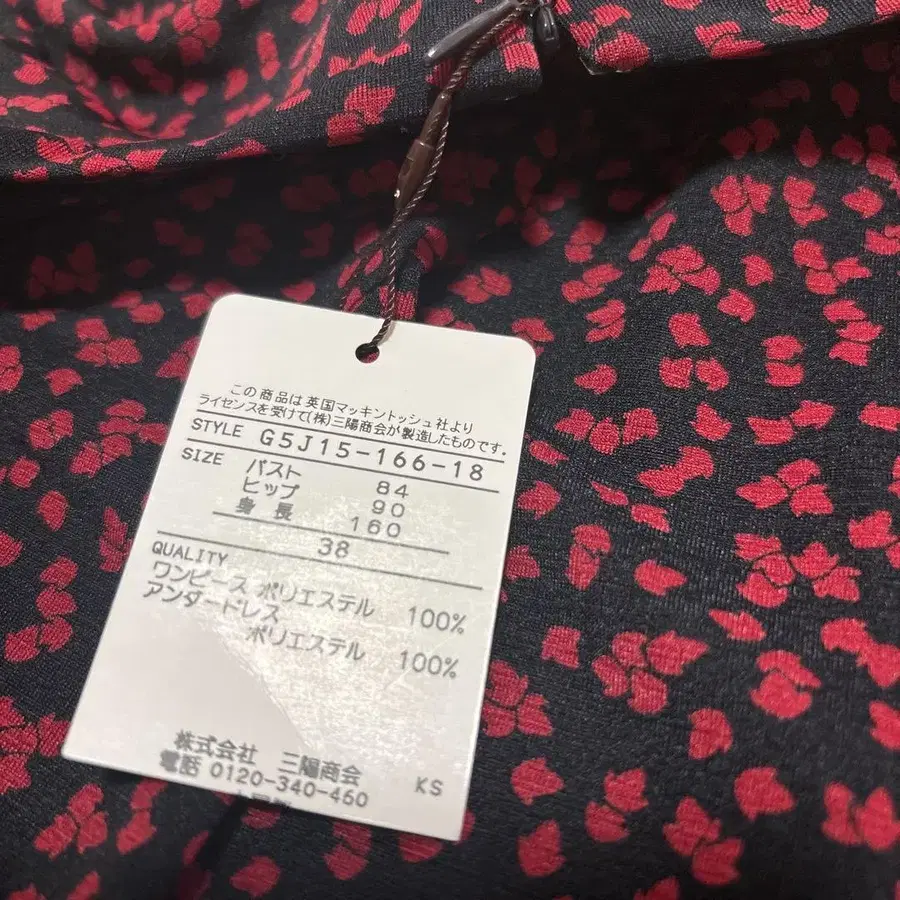 この商品は英国マッキントッシュ社より
ライセンスを受けて(株)三陽商会が製造したものです.
STYLE G5J15-166-18
SIZE バスト 84
ヒップ 90
身長 160
38
QUALITY
ワンピース ポリエステル 100%
アンダードレス
ポリエステル 100%
株式会社 三陽商会
電話 0120-340-460 KS